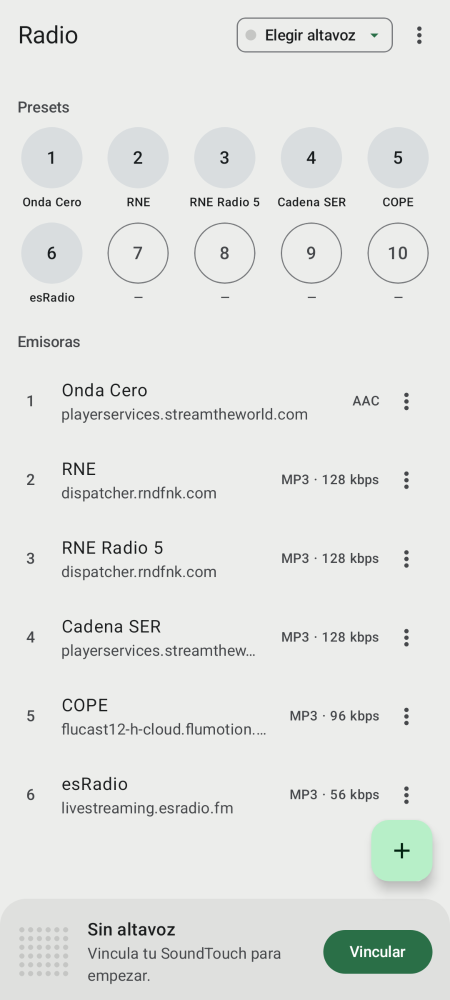 Radio
Elegir altavoz
Presets
1 2 3 4 5
Onda Cero RNE RNE Radio 5 Cadena SER COPE
6 7 8 9 10
esRadio – – – –
Emisoras
1 Onda Cero
playerservices.streamtheworld.com AAC
2 RNE
dispatcher.rndfnk.com MP3 · 128 kbps
3 RNE Radio 5
dispatcher.rndfnk.com MP3 · 128 kbps
4 Cadena SER
playerservices.streamthew… MP3 · 128 kbps
5 COPE
flucast12-h-cloud.flumotion.… MP3 · 96 kbps
6 esRadio
livestreaming.esradio.fm MP3 · 56 kbps
+
Sin altavoz
Vincula tu SoundTouch para
empezar.
Vincular